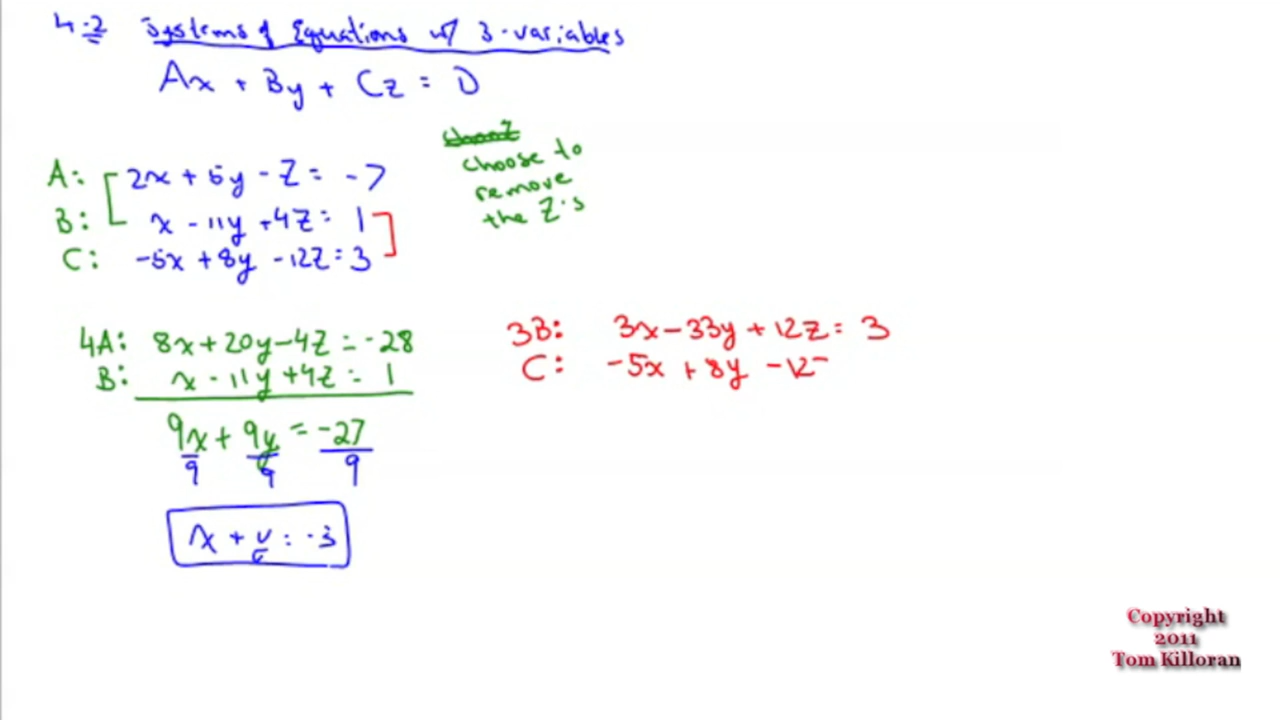 4-2 Systems of Equations w/ 3-variables
Ax + By + Cz = D
choose to
remove
the Z's
A: 2x + 5y - Z = -7
B: x - 11y + 4Z = 1
C: -5x + 8y - 12Z = 3
4A: 8x + 20y - 4Z = -28
B: x - 11y + 4Z = 1
9x + 9y = -27
9 9 9
x + y = -3
3B: 3x - 33y + 12Z = 3
C: -5x + 8y - 12
Copyright
2011
Tom Killoran